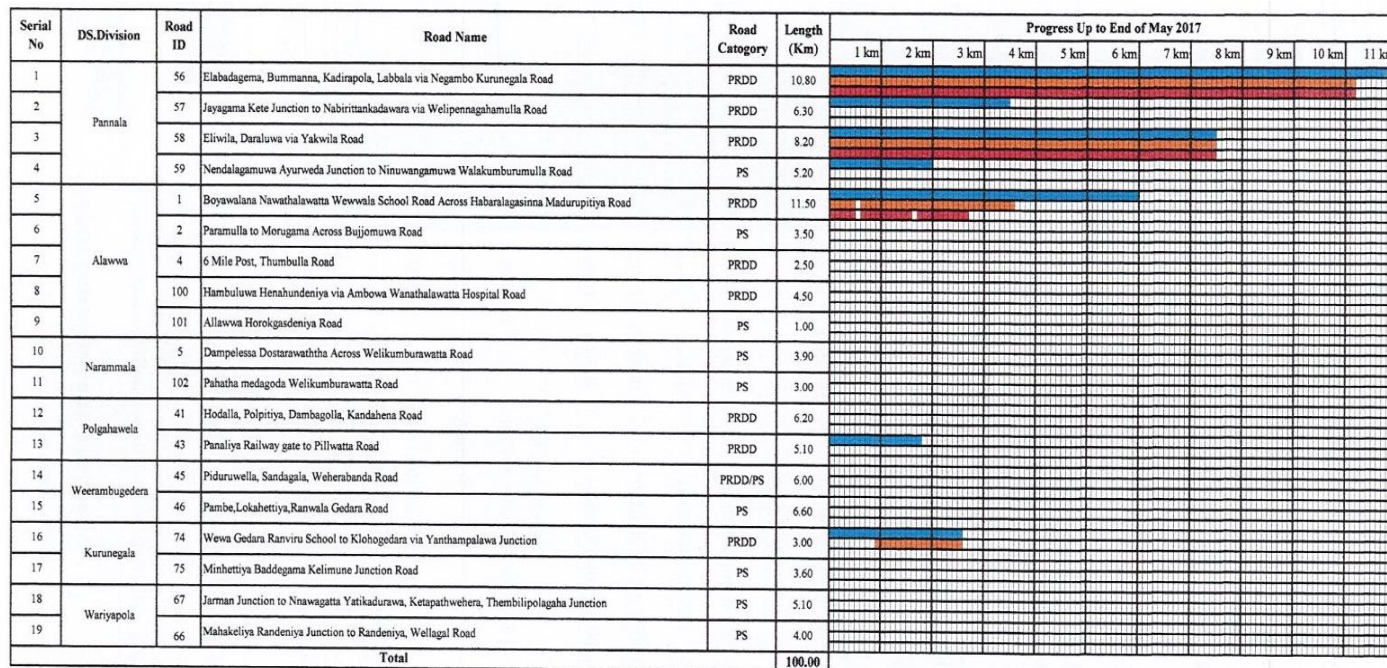 Serial No DS.Division Road ID Road Name Road Catogory Length (Km) Progress Up to End of May 2017
1 km 2 km 3 km 4 km 5 km 6 km 7 km 8 km 9 km 10 km 11 km
1 Pannala 56 Elabadagema, Bummanna, Kadirapola, Labbala via Negambo Kurunegala Road PRDD 10.80
2 57 Jayagama Kete Junction to Nabirittankadawara via Welipennagahamulla Road PRDD 6.30
3 58 Eliwila, Daraluwa via Yakwila Road PRDD 8.20
4 59 Nendalagamuwa Ayurweda Junction to Ninuwangamuwa Walakumburumulla Road PS 5.20
5 Alawwa 1 Boyawalana Nawathalawatta Wewwala School Road Across Habaralagasinna Madurupitiya Road PRDD 11.50
6 2 Paramulla to Morugama Across Bujjomuwa Road PS 3.50
7 4 6 Mile Post, Thumbulla Road PRDD 2.50
8 100 Hambuluwa Henahundeniya via Ambowa Wanathalawatta Hospital Road PRDD 4.50
9 101 Allawwa Horokgasdeniya Road PS 1.00
10 Narammala 5 Dampelessa Dostarawaththa Across Welikumburawatta Road PS 3.90
11 102 Pahatha medagoda Welikumburawatta Road PS 3.00
12 Polgahawela 41 Hodalla, Polpitiya, Dambagolla, Kandahena Road PRDD 6.20
13 43 Panaliya Railway gate to Pillwatta Road PRDD 5.10
14 Weerambugedera 45 Piduruwella, Sandagala, Weherabanda Road PRDD/PS 6.00
15 46 Pambe,Lokahettiya,Ranwala Gedara Road PS 6.60
16 Kurunegala 74 Wewa Gedara Ranviru School to Klohogedara via Yanthampalawa Junction PRDD 3.00
17 75 Minhettiya Baddegama Kelimune Junction Road PS 3.60
18 Wariyapola 67 Jarman Junction to Nnawagatta Yatikadurawa, Ketapathwehera, Thembilipolagaha Junction PS 5.10
19 66 Mahakeliya Randeniya Junction to Randeniya, Wellagal Road PS 4.00
Total 100.00